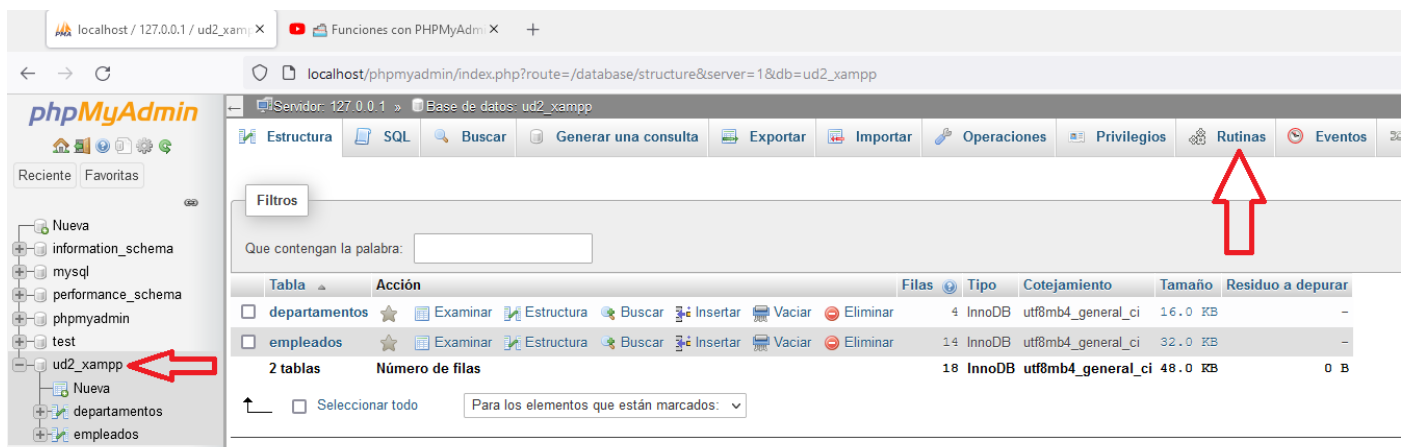 localhost / 127.0.0.1 / ud2_xam
Funciones con PHPMyAdmi
localhost/phpmyadmin/index.php?route=/database/structure&server=1&db=ud2_xampp
phpMyAdmin
Reciente Favoritas
Nueva
information_schema
mysql
performance_schema
phpmyadmin
test
ud2_xampp
Nueva
departamentos
empleados
Servidor: 127.0.0.1 » Base de datos: ud2_xampp
Estructura SQL Buscar Generar una consulta Exportar Importar Operaciones Privilegios Rutinas Eventos
Filtros
Que contengan la palabra:
Tabla Acción Filas Tipo Cotejamiento Tamaño Residuo a depurar
departamentos Examinar Estructura Buscar Insertar Vaciar Eliminar 4 InnoDB utf8mb4_general_ci 16.0 KB -
empleados Examinar Estructura Buscar Insertar Vaciar Eliminar 14 InnoDB utf8mb4_general_ci 32.0 KB -
2 tablas Número de filas 18 InnoDB utf8mb4_general_ci 48.0 KB 0 B
Seleccionar todo Para los elementos que están marcados: